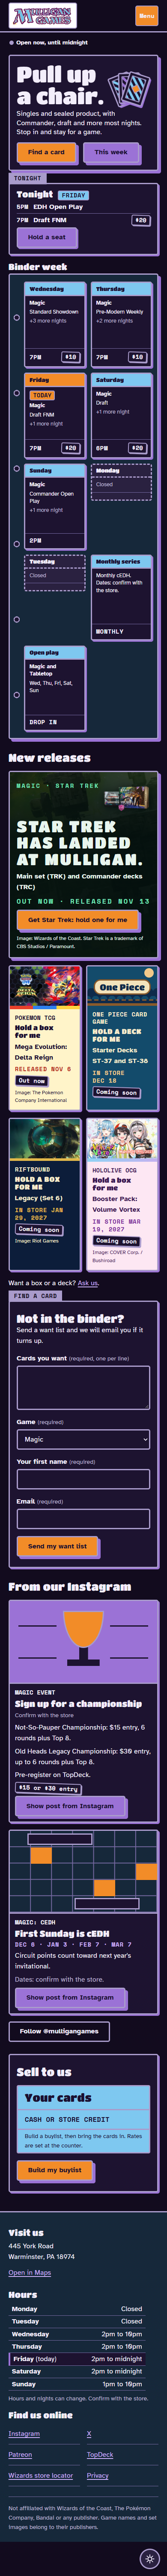 MULLIGAN GAMES
Menu
Open now, until midnight
Pull up
a chair.
Singles and sealed product, with
Commander, draft and more most nights.
Stop in and stay for a game.
Find a card
This week
TONIGHT
Tonight FRIDAY
5PM EDH Open Play
7PM Draft FNM $20
Hold a seat
Binder week
Wednesday
Magic
Standard Showdown
+3 more nights
7PM $10
Thursday
Magic
Pre-Modern Weekly
+2 more nights
7PM $10
Friday
TODAY
Magic
Draft FNM
+1 more night
7PM $20
Saturday
Magic
Draft
+1 more night
6PM $20
Sunday
Magic
Commander Open
Play
+1 more night
2PM
Monday
Closed
Tuesday
Closed
Monthly series
Monthly cEDH.
Dates: confirm with
the store.
MONTHLY
Open play
Magic and
Tabletop
Wed, Thu, Fri, Sat,
Sun
DROP IN
New releases
MAGIC · STAR TREK
STAR TREK
HAS LANDED
AT MULLIGAN.
Main set (TRK) and Commander decks
(TRC)
OUT NOW · RELEASED NOV 13
Get Star Trek: hold one for me
Image: Wizards of the Coast. Star Trek is a trademark of
CBS Studios / Paramount.
POKEMON TCG
Hold a box
for me
Mega Evolution:
Delta Reign
RELEASED NOV 6
Out now
Image: The Pokemon
Company International
One Piece
ONE PIECE CARD
GAME
HOLD A DECK
FOR ME
Starter Decks
ST-37 and ST-38
IN STORE
DEC 18
Coming soon
RIFTBOUND
HOLD A BOX
FOR ME
Legacy (Set 6)
IN STORE JAN
29, 2027
Coming soon
Image: Riot Games
HOLOLIVE OCG
Hold a box
for me
Booster Pack:
Volume Vortex
IN STORE MAR
19, 2027
Coming soon
Image: COVER Corp. /
Bushiroad
Want a box or a deck? Ask us.
FIND A CARD
Not in the binder?
Send a want list and we will email you if it
turns up.
Cards you want (required, one per line)
Game (required)
Magic
Your first name (required)
Email (required)
Send my want list
From our Instagram
MAGIC EVENT
Sign up for a championship
Confirm with the store
Not-So-Pauper Championship: $15 entry, 6
rounds plus Top 8.
Old Heads Legacy Championship: $30 entry,
up to 6 rounds plus Top 8.
Pre-register on TopDeck.
$15 or $30 entry
Show post from Instagram
MAGIC: CEDH
First Sunday is cEDH
DEC 6 · JAN 3 · FEB 7 · MAR 7
Circuit points count toward next year's
invitational.
Dates: confirm with the store.
Show post from Instagram
Follow @mulligangames
Sell to us
Your cards
CASH OR STORE CREDIT
Build a buylist, then bring the cards in. Rates
are set at the counter.
Build my buylist
Visit us
445 York Road
Warminster, PA 18974
Open in Maps
Hours
Monday Closed
Tuesday Closed
Wednesday 2pm to 10pm
Thursday 2pm to 10pm
Friday (today) 2pm to midnight
Saturday 2pm to midnight
Sunday 1pm to 10pm
Hours and nights can change. Confirm with the store.
Find us online
Instagram
X
Patreon
TopDeck
Wizards store locator
Privacy
Not affiliated with Wizards of the Coast, The Pokémon
Company, Bandai or any publisher. Game names and set
images belong to their publishers.